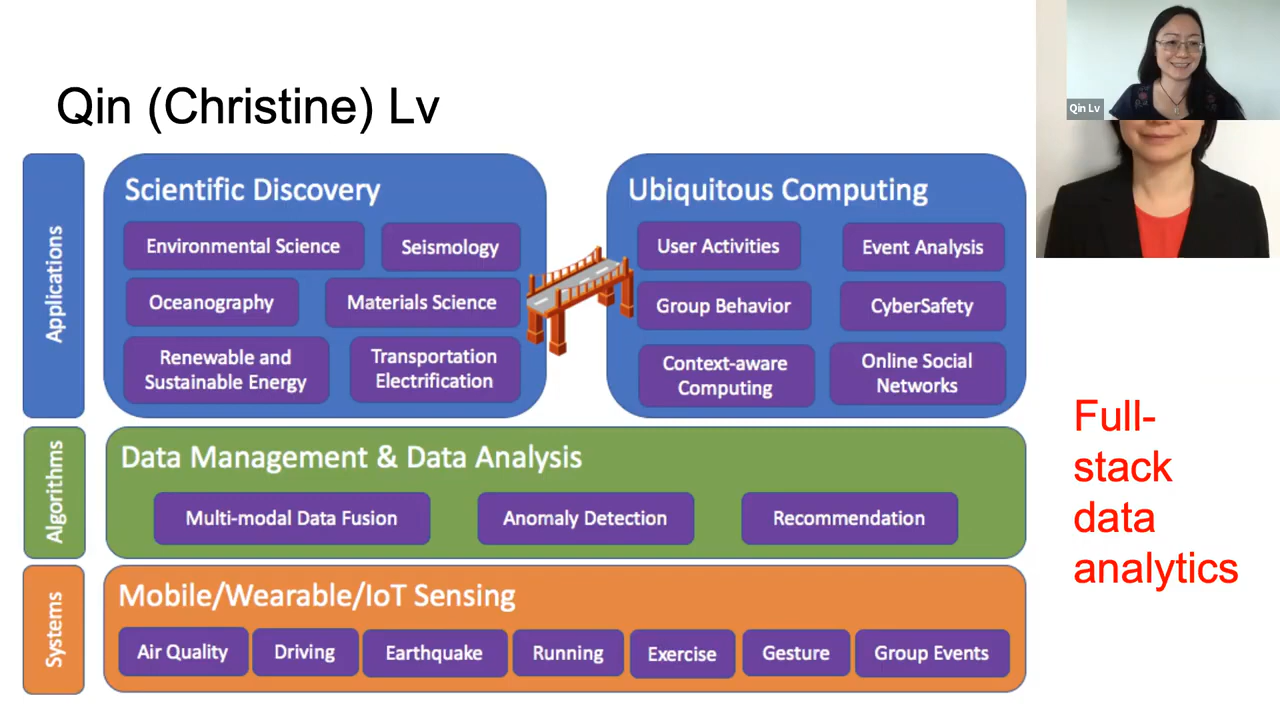 Qin (Christine) Lv
Qin Lv
Applications
Scientific Discovery
Environmental Science
Seismology
Oceanography
Materials Science
Renewable and
Sustainable Energy
Transportation
Electrification
Ubiquitous Computing
User Activities
Event Analysis
Group Behavior
CyberSafety
Context-aware
Computing
Online Social
Networks
Algorithms
Data Management & Data Analysis
Multi-modal Data Fusion
Anomaly Detection
Recommendation
Systems
Mobile/Wearable/IoT Sensing
Air Quality
Driving
Earthquake
Running
Exercise
Gesture
Group Events
Full-
stack
data
analytics